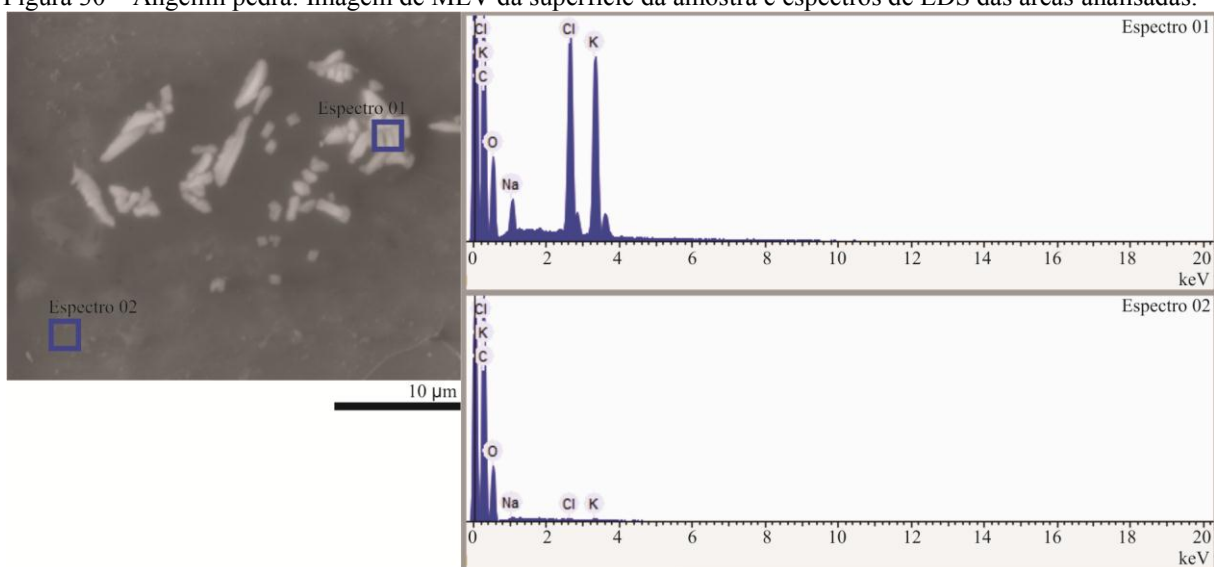 Figura 30 – Angelim pedra: Imagem de MEV da superfície da amostra e espectros de EDS das áreas analisadas.
Espectro 01
Espectro 02
10 µm
Espectro 01
Cl
K
C
O
Na
Cl
K
0 2 4 6 8 10 12 14 16 18 20
keV
Espectro 02
Cl
K
C
O
Na
Cl
K
0 2 4 6 8 10 12 14 16 18 20
keV